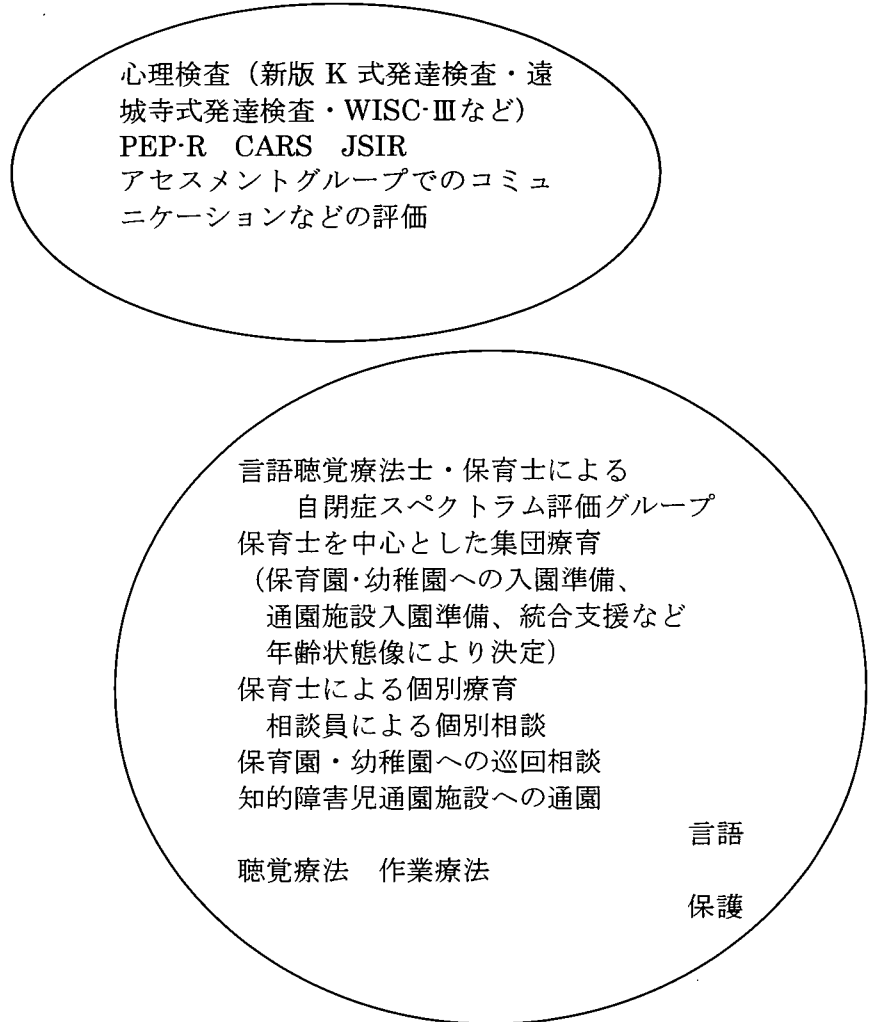 心理検査（新版 K 式発達検査・遠
城寺式発達検査・WISC-Ⅲなど）
PEP-R　CARS　JSIR
アセスメントグループでのコミュ
ニケーションなどの評価
言語聴覚療法士・保育士による
自閉症スペクトラム評価グループ
保育士を中心とした集団療育
（保育園・幼稚園への入園準備、
通園施設入園準備、統合支援など
年齢状態像により決定）
保育士による個別療育
相談員による個別相談
保育園・幼稚園への巡回相談
知的障害児通園施設への通園
言語
聴覚療法　作業療法
保護